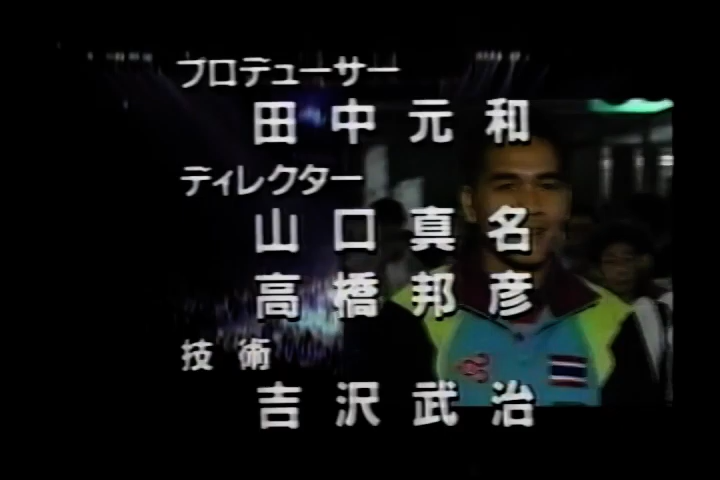 プロデューサー
田中元和
ディレクター
山口真名
高橋邦彦
技術
吉沢武治